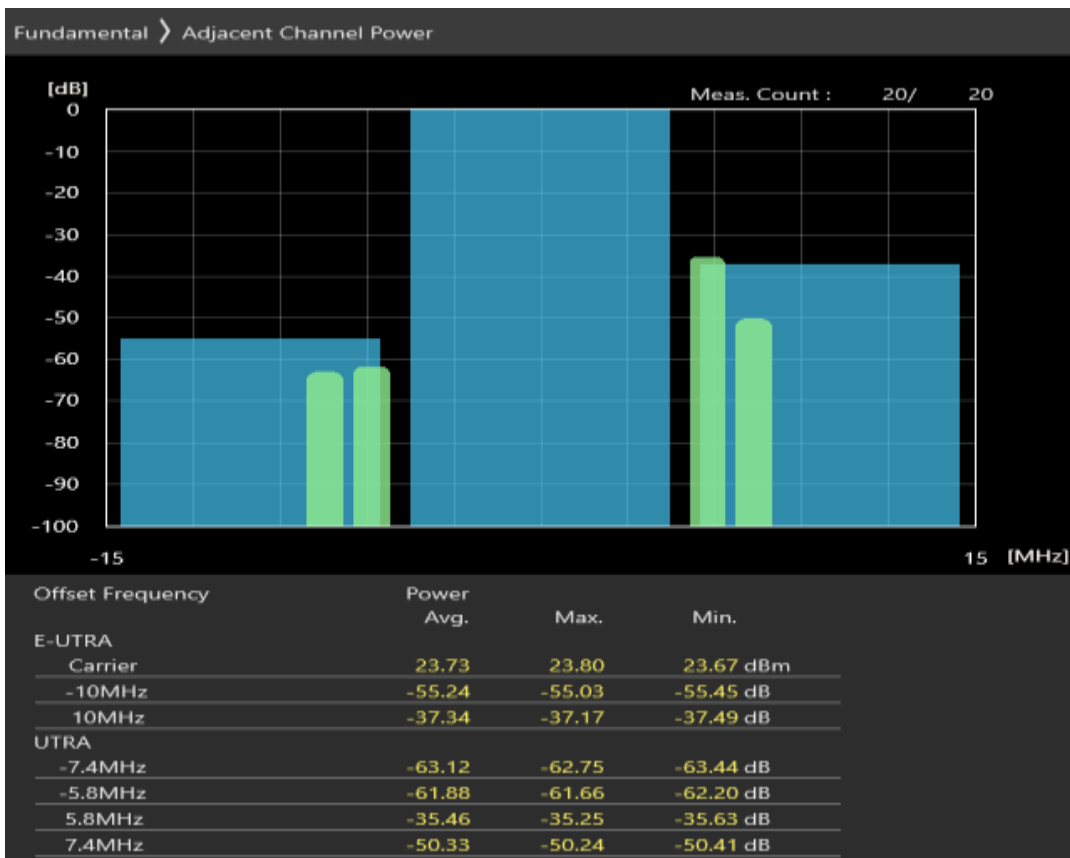 Fundamental ❯ Adjacent Channel Power
[dB]
Meas. Count : 20/ 20
0
-10
-20
-30
-40
-50
-60
-70
-80
-90
-100
-15 15 [MHz]
Offset Frequency Power
Avg. Max. Min.
E-UTRA
Carrier 23.73 23.80 23.67 dBm
-10MHz -55.24 -55.03 -55.45 dB
10MHz -37.34 -37.17 -37.49 dB
UTRA
-7.4MHz -63.12 -62.75 -63.44 dB
-5.8MHz -61.88 -61.66 -62.20 dB
5.8MHz -35.46 -35.25 -35.63 dB
7.4MHz -50.33 -50.24 -50.41 dB